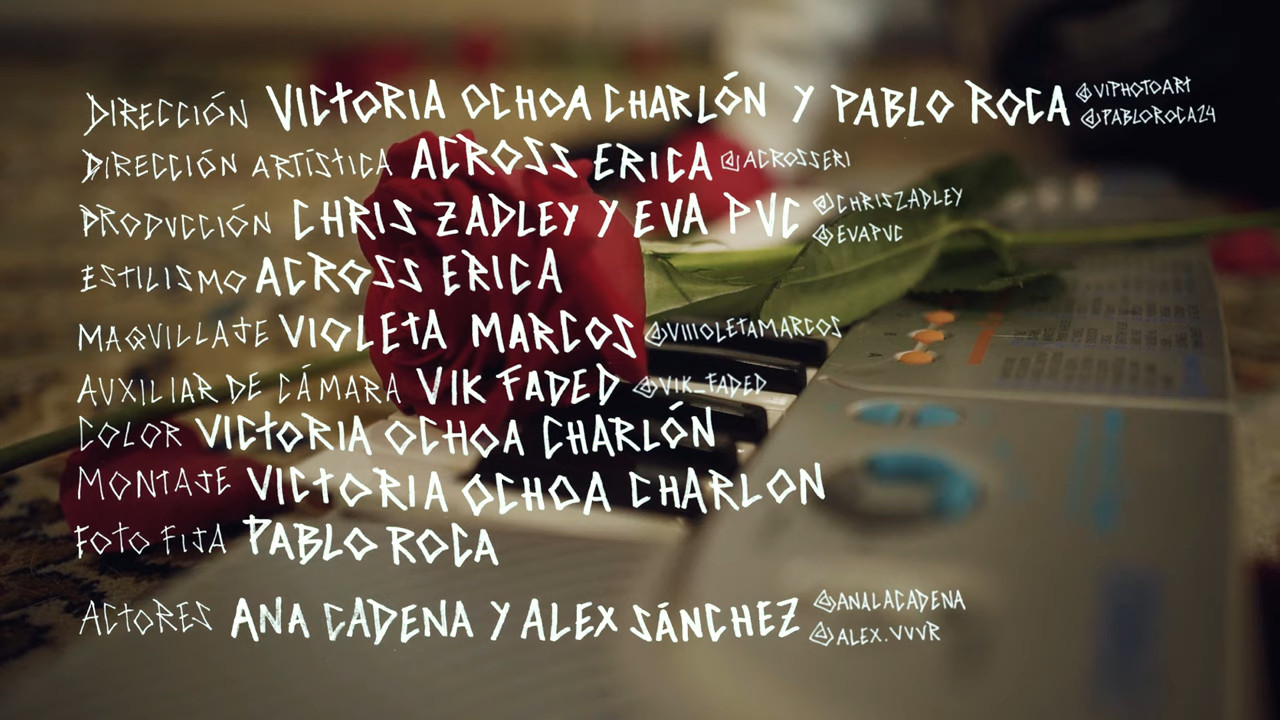 DIRECCIÓN VICTORIA OCHOA CHARLÓN Y PABLO ROCA @VIPHOTOART @PABLOROCA24
DIRECCIÓN ARTÍSTICA ACROSS ERICA @ACROSSERI
PRODUCCIÓN CHRIS ZADLEY Y EVA PVC @CHRISZADLEY @EVAPVC
ESTILISMO ACROSS ERICA
MAQUILLAJE VIOLETA MARCOS @VIIIOLETAMARCOS
AUXILIAR DE CÁMARA VIK FADED @VIK_FADED
COLOR VICTORIA OCHOA CHARLÓN
MONTAJE VICTORIA OCHOA CHARLON
FOTO FIJA PABLO ROCA
ACTORES ANA CADENA Y ALEX SÁNCHEZ @ANALACADENA @ALEX.VVVR